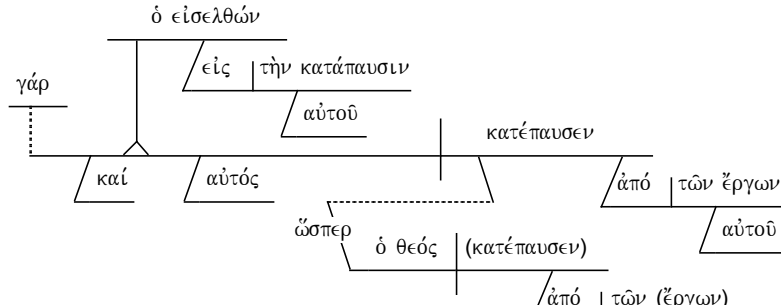 ὁ εἰσελθών
εἰς τὴν κατάπαυσιν
γάρ
αὐτοῦ
κατέπαυσεν
καί αὐτός ἀπό τῶν ἔργων
ὥσπερ αὐτοῦ
ὁ θεός (κατέπαυσεν)
ἀπό τῶν (ἔργων)